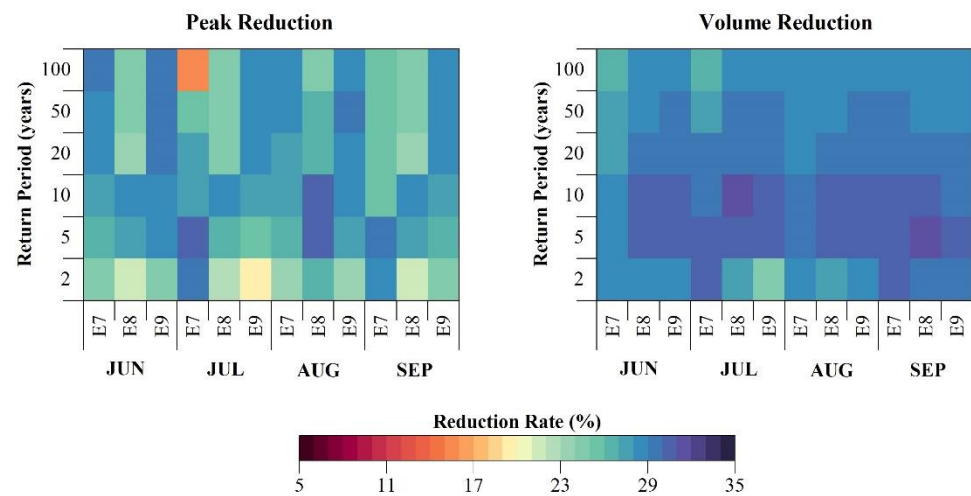 Peak Reduction
Volume Reduction
Return Period (years)
100
50
20
10
5
2
E7 E8 E9 E7 E8 E9 E7 E8 E9 E7 E8 E9
JUN JUL AUG SEP
Return Period (years)
100
50
20
10
5
2
E7 E8 E9 E7 E8 E9 E7 E8 E9 E7 E8 E9
JUN JUL AUG SEP
Reduction Rate (%)
5 11 17 23 29 35